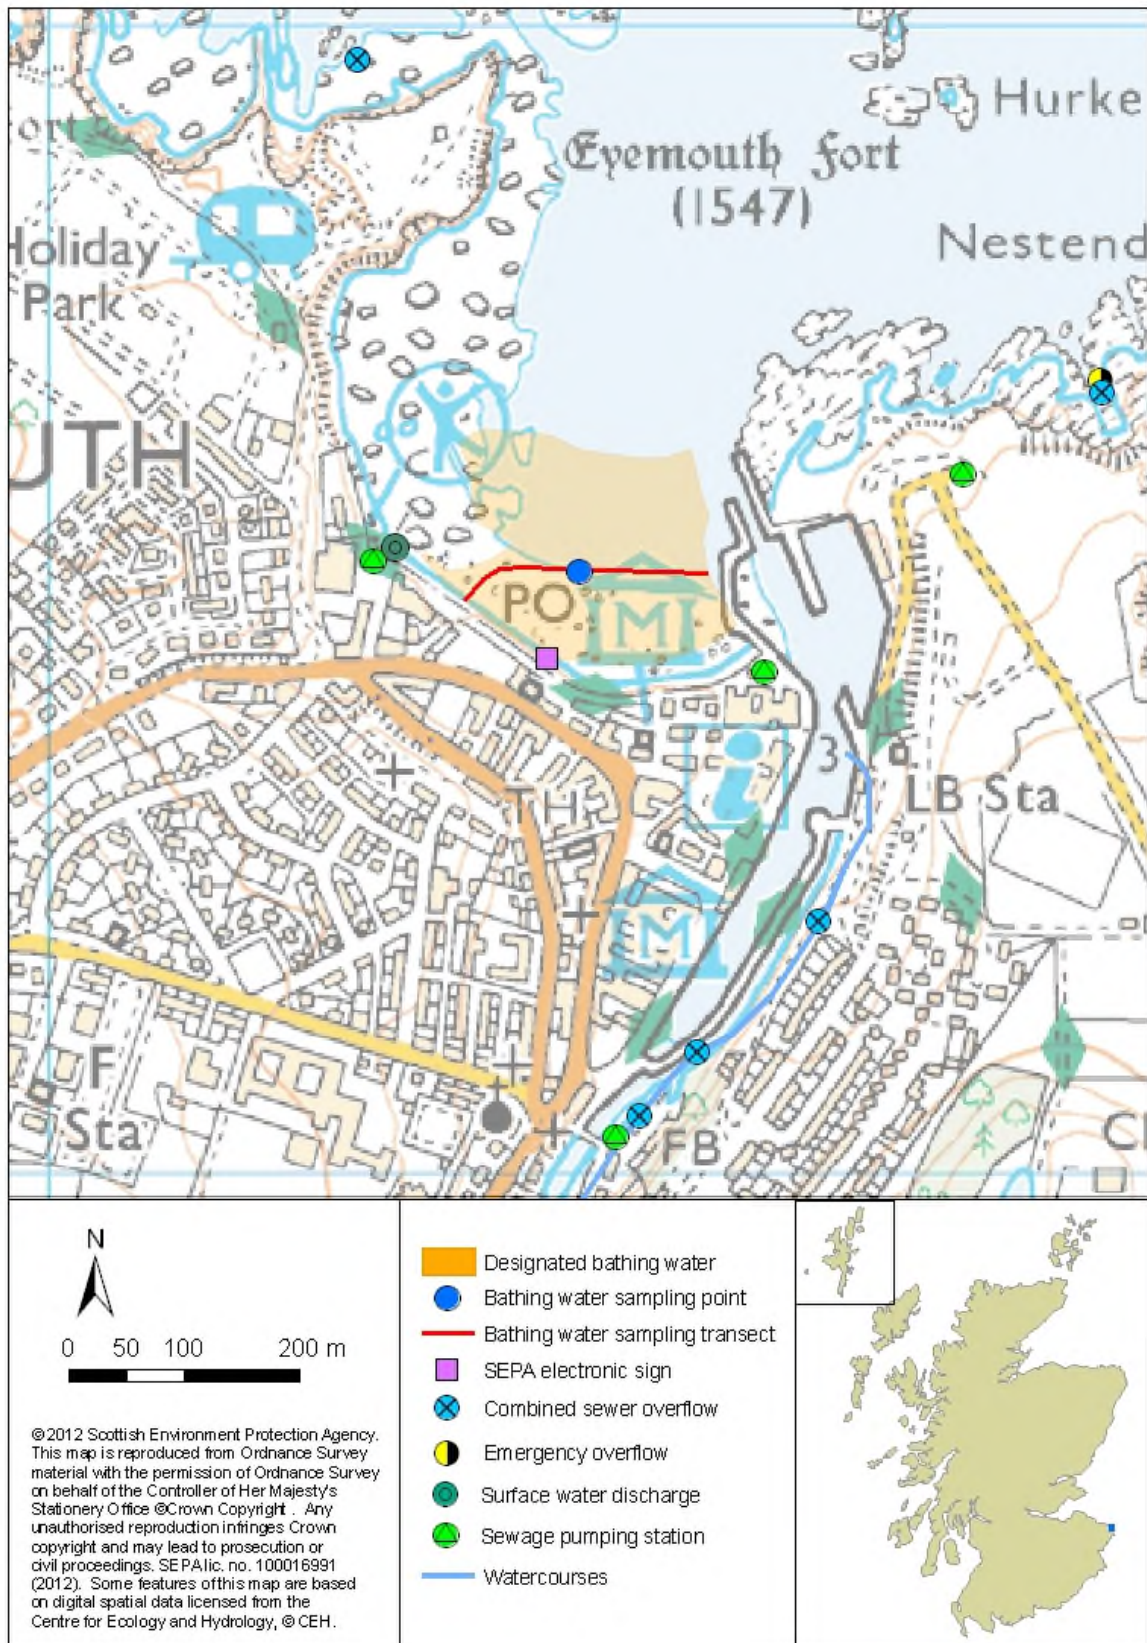 Hurke
Eyemouth Fort
(1547)
ort
Nestend
Holiday
Park
UTH
PO
M
i
3
LB Sta
TH
M
F
Sta
FB
C
N
0 50 100 200 m
©2012 Scottish Environment Protection Agency.
This map is reproduced from Ordnance Survey
material with the permission of Ordnance Survey
on behalf of the Controller of Her Majesty's
Stationery Office ©Crown Copyright . Any
unauthorised reproduction infringes Crown
copyright and may lead to prosecution or
civil proceedings. SEPA lic. no. 100016991
(2012). Some features of this map are based
on digital spatial data licensed from the
Centre for Ecology and Hydrology, © CEH.
Designated bathing water
Bathing water sampling point
Bathing water sampling transect
SEPA electronic sign
Combined sewer overflow
Emergency overflow
Surface water discharge
Sewage pumping station
Watercourses